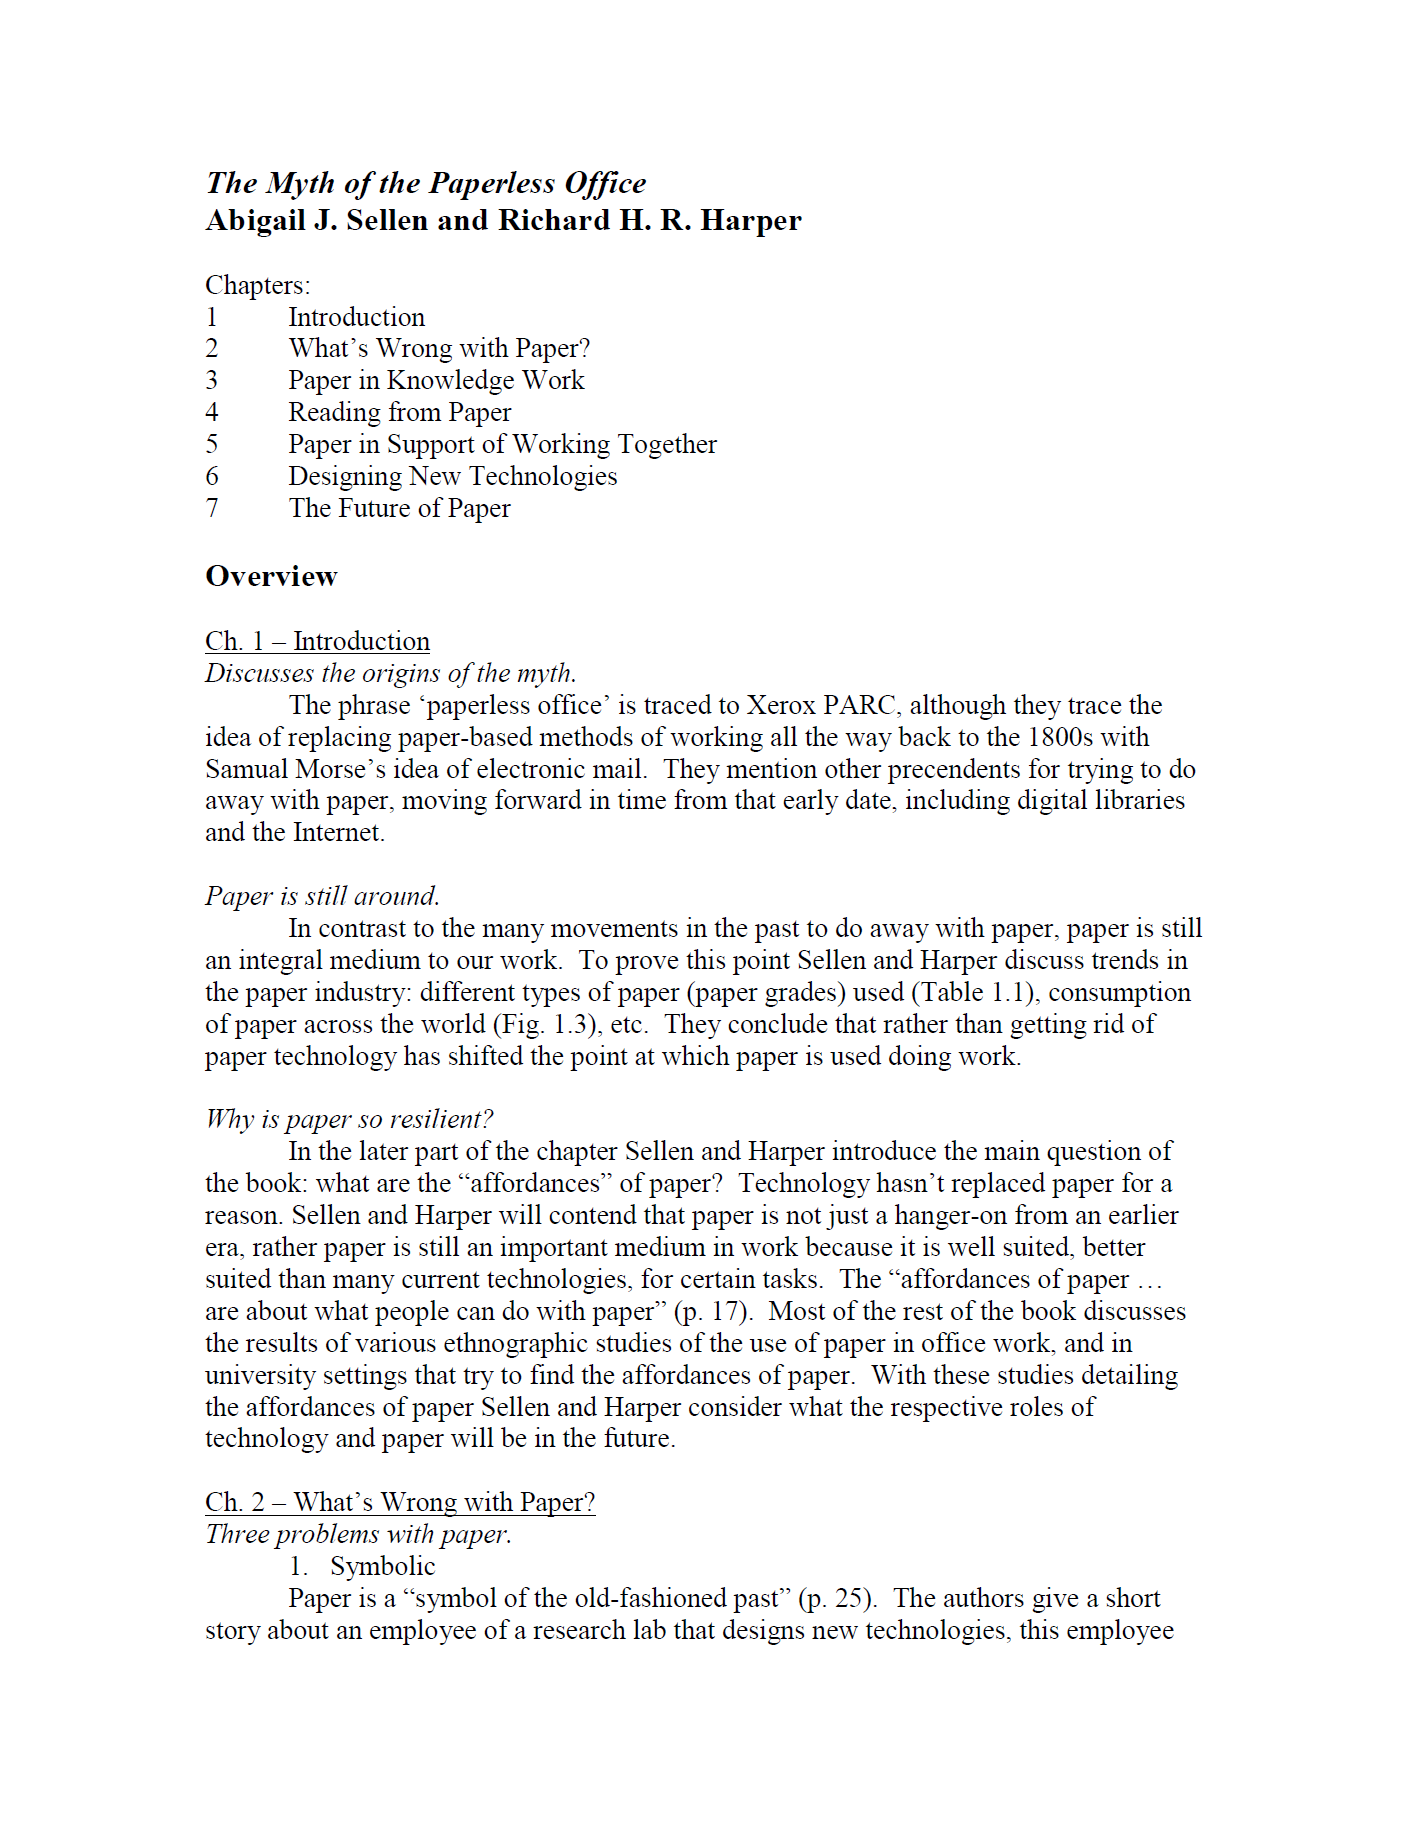 The Myth of the Paperless Office
Abigail J. Sellen and Richard H. R. Harper
Chapters:
1 Introduction
2 What’s Wrong with Paper?
3 Paper in Knowledge Work
4 Reading from Paper
5 Paper in Support of Working Together
6 Designing New Technologies
7 The Future of Paper
Overview
Ch. 1 – Introduction
Discusses the origins of the myth.
The phrase ‘paperless office’ is traced to Xerox PARC, although they trace the
idea of replacing paper-based methods of working all the way back to the 1800s with
Samual Morse’s idea of electronic mail. They mention other precendents for trying to do
away with paper, moving forward in time from that early date, including digital libraries
and the Internet.
Paper is still around.
In contrast to the many movements in the past to do away with paper, paper is still
an integral medium to our work. To prove this point Sellen and Harper discuss trends in
the paper industry: different types of paper (paper grades) used (Table 1.1), consumption
of paper across the world (Fig. 1.3), etc. They conclude that rather than getting rid of
paper technology has shifted the point at which paper is used doing work.
Why is paper so resilient?
In the later part of the chapter Sellen and Harper introduce the main question of
the book: what are the “affordances” of paper? Technology hasn’t replaced paper for a
reason. Sellen and Harper will contend that paper is not just a hanger-on from an earlier
era, rather paper is still an important medium in work because it is well suited, better
suited than many current technologies, for certain tasks. The “affordances of paper …
are about what people can do with paper” (p. 17). Most of the rest of the book discusses
the results of various ethnographic studies of the use of paper in office work, and in
university settings that try to find the affordances of paper. With these studies detailing
the affordances of paper Sellen and Harper consider what the respective roles of
technology and paper will be in the future.
Ch. 2 – What’s Wrong with Paper?
Three problems with paper.
1. Symbolic
Paper is a “symbol of the old-fashioned past” (p. 25). The authors give a short
story about an employee of a research lab that designs new technologies, this employee